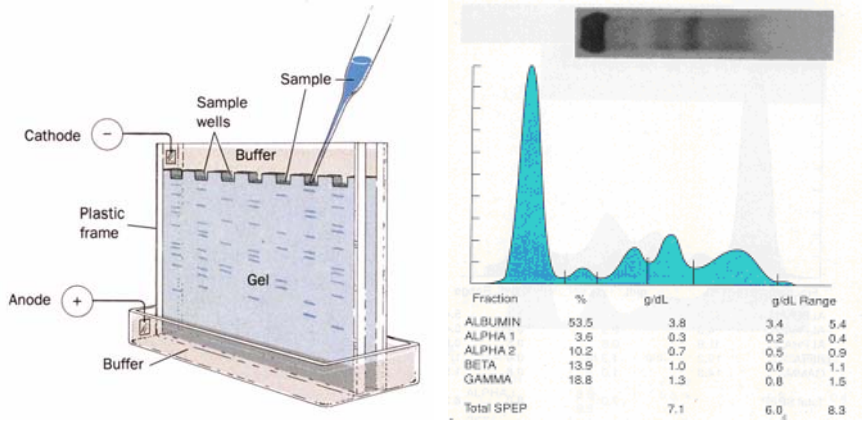 Sample
Sample
wells
Cathode
−
Buffer
Plastic
frame
Gel
Anode
+
Buffer
Fraction % g/dL g/dL Range
ALBUMIN 53.5 3.8 3.4 5.4
ALPHA 1 3.6 0.3 0.2 0.4
ALPHA 2 10.2 0.7 0.5 0.9
BETA 13.9 1.0 0.6 1.1
GAMMA 18.8 1.3 0.8 1.5
Total SPEP 7.1 6.0 8.3